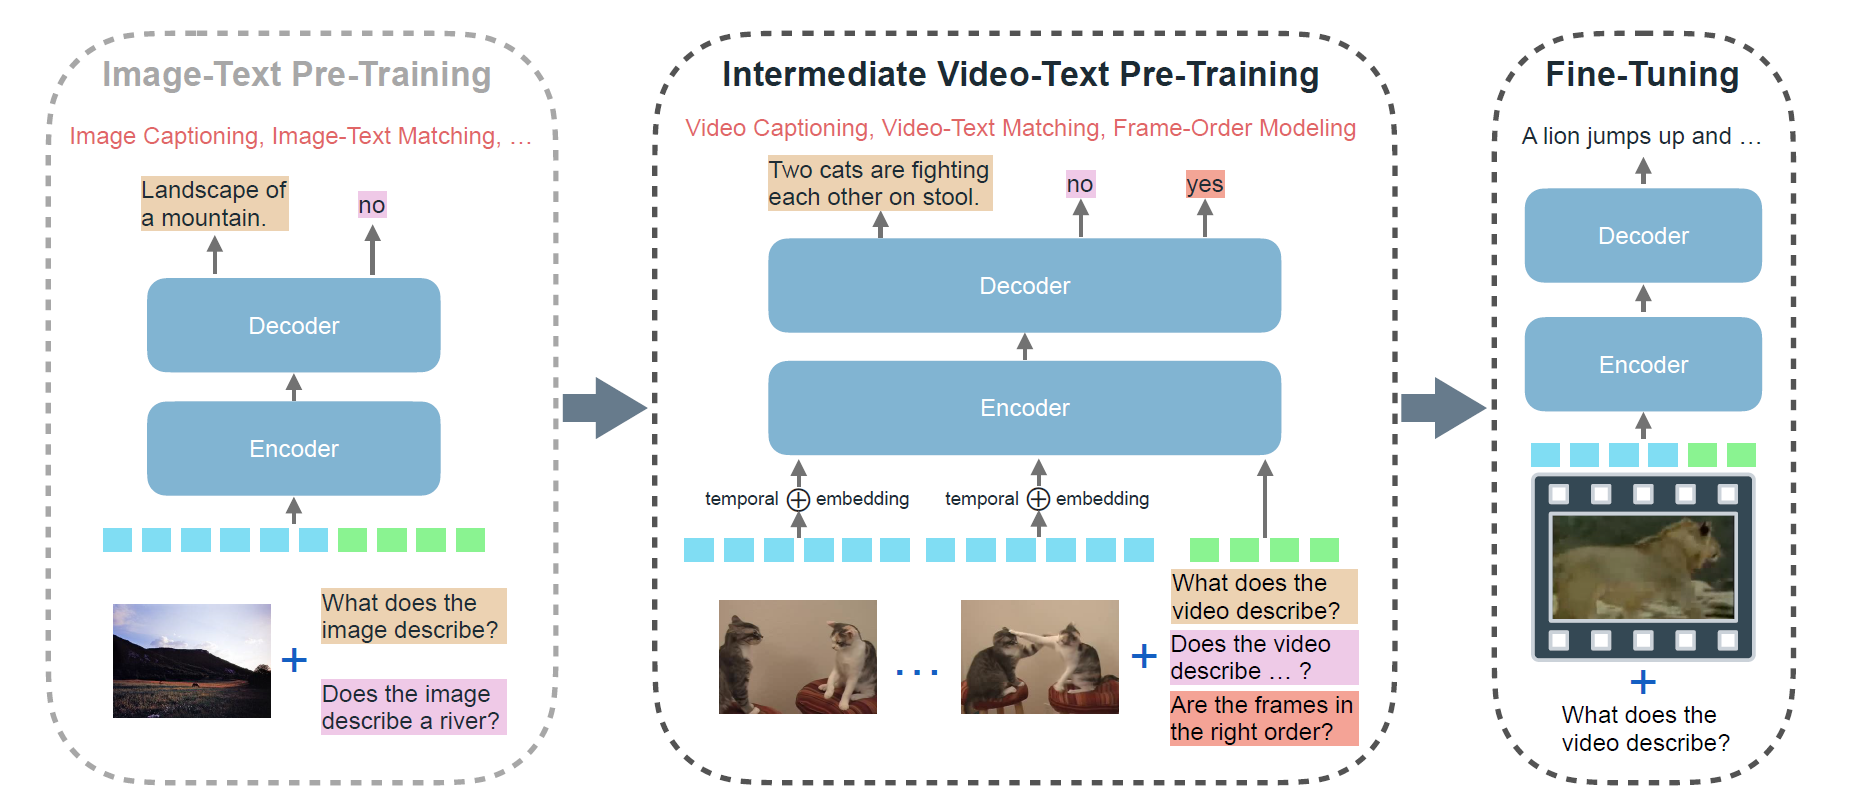 Image-Text Pre-Training
Image Captioning, Image-Text Matching, …
Landscape of
a mountain.
no
Decoder
Encoder
What does the
image describe?
+
Does the image
describe a river?
Intermediate Video-Text Pre-Training
Video Captioning, Video-Text Matching, Frame-Order Modeling
Two cats are fighting
each other on stool.
no
yes
Decoder
Encoder
temporal ⊕ embedding
temporal ⊕ embedding
What does the
video describe?
...
+
Does the video
describe … ?
Are the frames in
the right order?
Fine-Tuning
A lion jumps up and …
Decoder
Encoder
+
What does the
video describe?